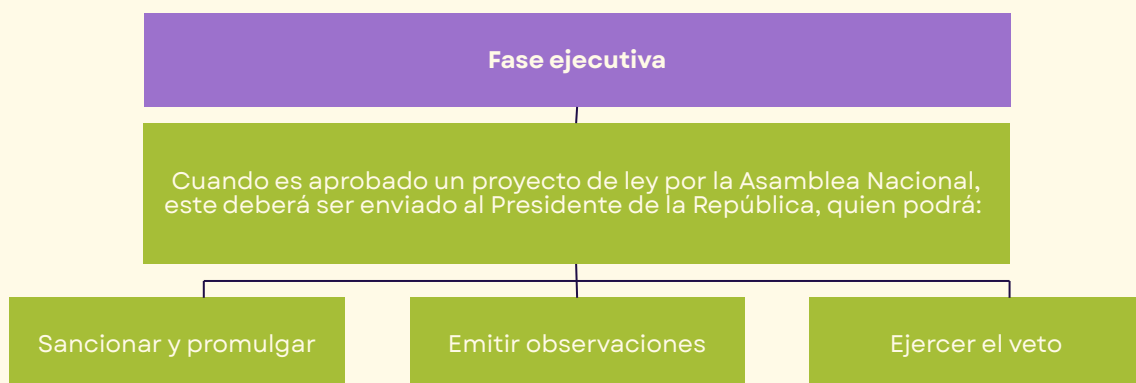 Fase ejecutiva
Cuando es aprobado un proyecto de ley por la Asamblea Nacional,
este deberá ser enviado al Presidente de la República, quien podrá:
Sancionar y promulgar
Emitir observaciones
Ejercer el veto